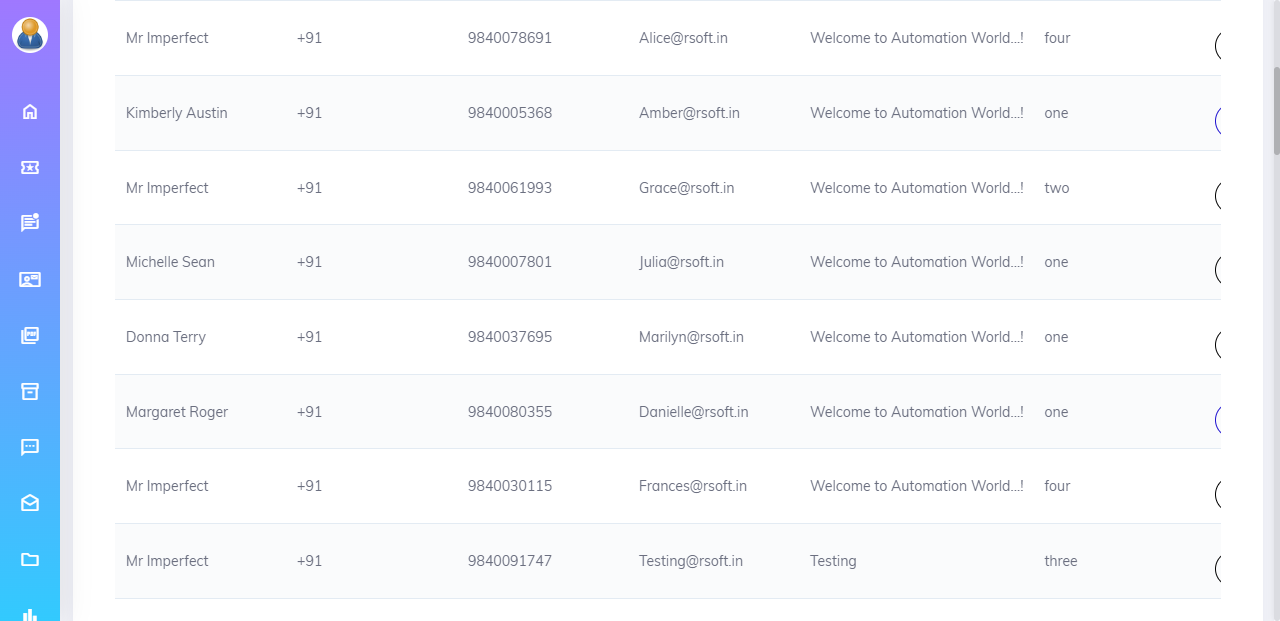 Mr Imperfect +91 9840078691 Alice@rsoft.in Welcome to Automation World...! four
Kimberly Austin +91 9840005368 Amber@rsoft.in Welcome to Automation World...! one
Mr Imperfect +91 9840061993 Grace@rsoft.in Welcome to Automation World...! two
Michelle Sean +91 9840007801 Julia@rsoft.in Welcome to Automation World...! one
Donna Terry +91 9840037695 Marilyn@rsoft.in Welcome to Automation World...! one
Margaret Roger +91 9840080355 Danielle@rsoft.in Welcome to Automation World...! one
Mr Imperfect +91 9840030115 Frances@rsoft.in Welcome to Automation World...! four
Mr Imperfect +91 9840091747 Testing@rsoft.in Testing three